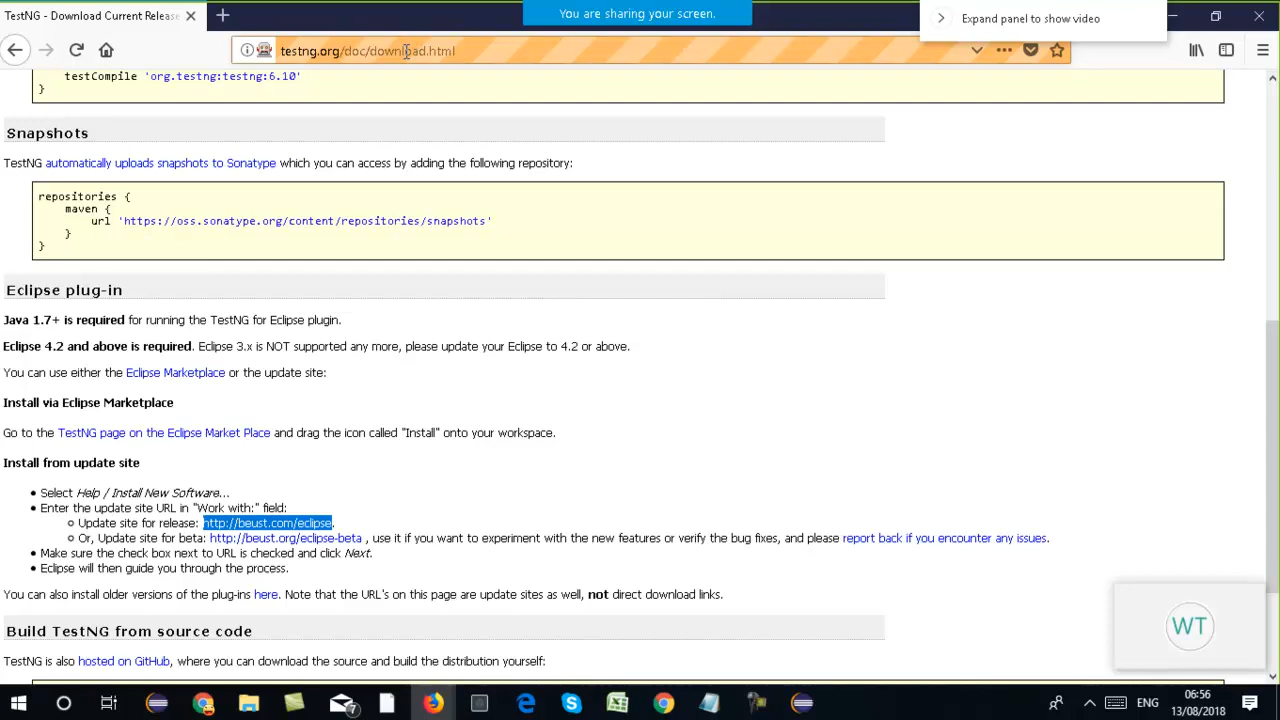 TestNG - Download Current Relea
You are sharing your screen.
Expand panel to show video
testng.org/doc/download.html
testCompile 'org.testng:testng:6.10'
}
Snapshots
TestNG automatically uploads snapshots to Sonatype which you can access by adding the following repository:
repositories {
maven {
url 'https://oss.sonatype.org/content/repositories/snapshots'
}
}
Eclipse plug-in
Java 1.7+ is required for running the TestNG for Eclipse plugin.
Eclipse 4.2 and above is required. Eclipse 3.x is NOT supported any more, please update your Eclipse to 4.2 or above.
You can use either the Eclipse Marketplace or the update site:
Install via Eclipse Marketplace
Go to the TestNG page on the Eclipse Market Place and drag the icon called "Install" onto your workspace.
Install from update site
Select Help / Install New Software...
Enter the update site URL in "Work with:" field:
Update site for release: http://beust.com/eclipse.
Or, Update site for beta: http://beust.org/eclipse-beta , use it if you want to experiment with the new features or verify the bug fixes, and please report back if you encounter any issues.
Make sure the check box next to URL is checked and click Next.
Eclipse will then guide you through the process.
You can also install older versions of the plug-ins here. Note that the URL's on this page are update sites as well, not direct download links.
WT
Build TestNG from source code
TestNG is also hosted on GitHub, where you can download the source and build the distribution yourself:
7
ENG
06:56
13/08/2018